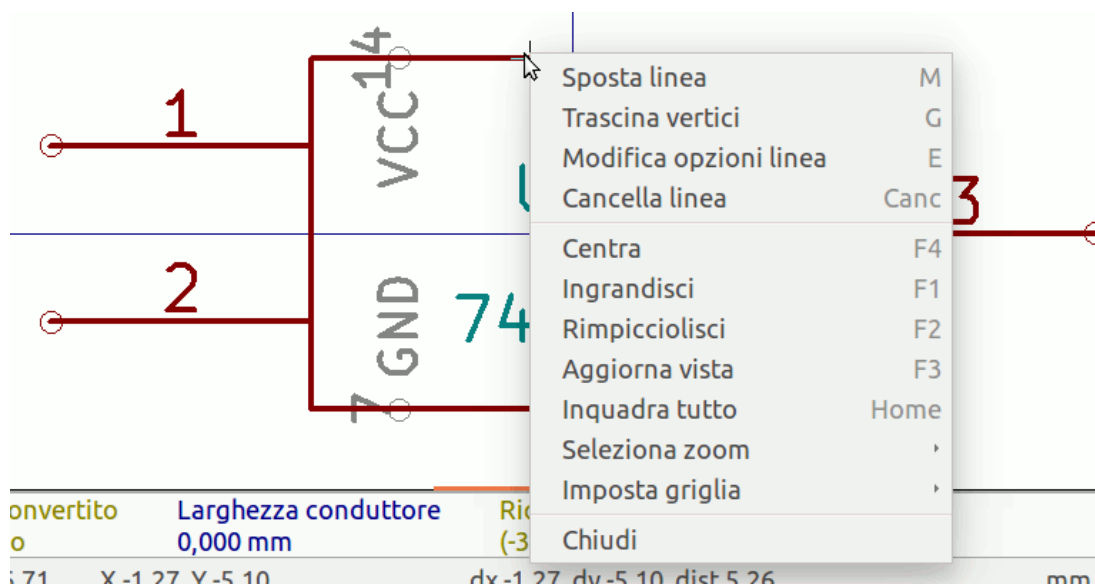 14
VCC
1
2
3
GND
74
7
Sposta linea M
Trascina vertici G
Modifica opzioni linea E
Cancella linea Canc
Centra F4
Ingrandisci F1
Rimpicciolisci F2
Aggiorna vista F3
Inquadra tutto Home
Seleziona zoom
Imposta griglia
Chiudi
onvertito Larghezza conduttore
o 0,000 mm (-3
X -1,27 Y -5,10 dx -1,27 dy -5,10 dist 5,26 mm